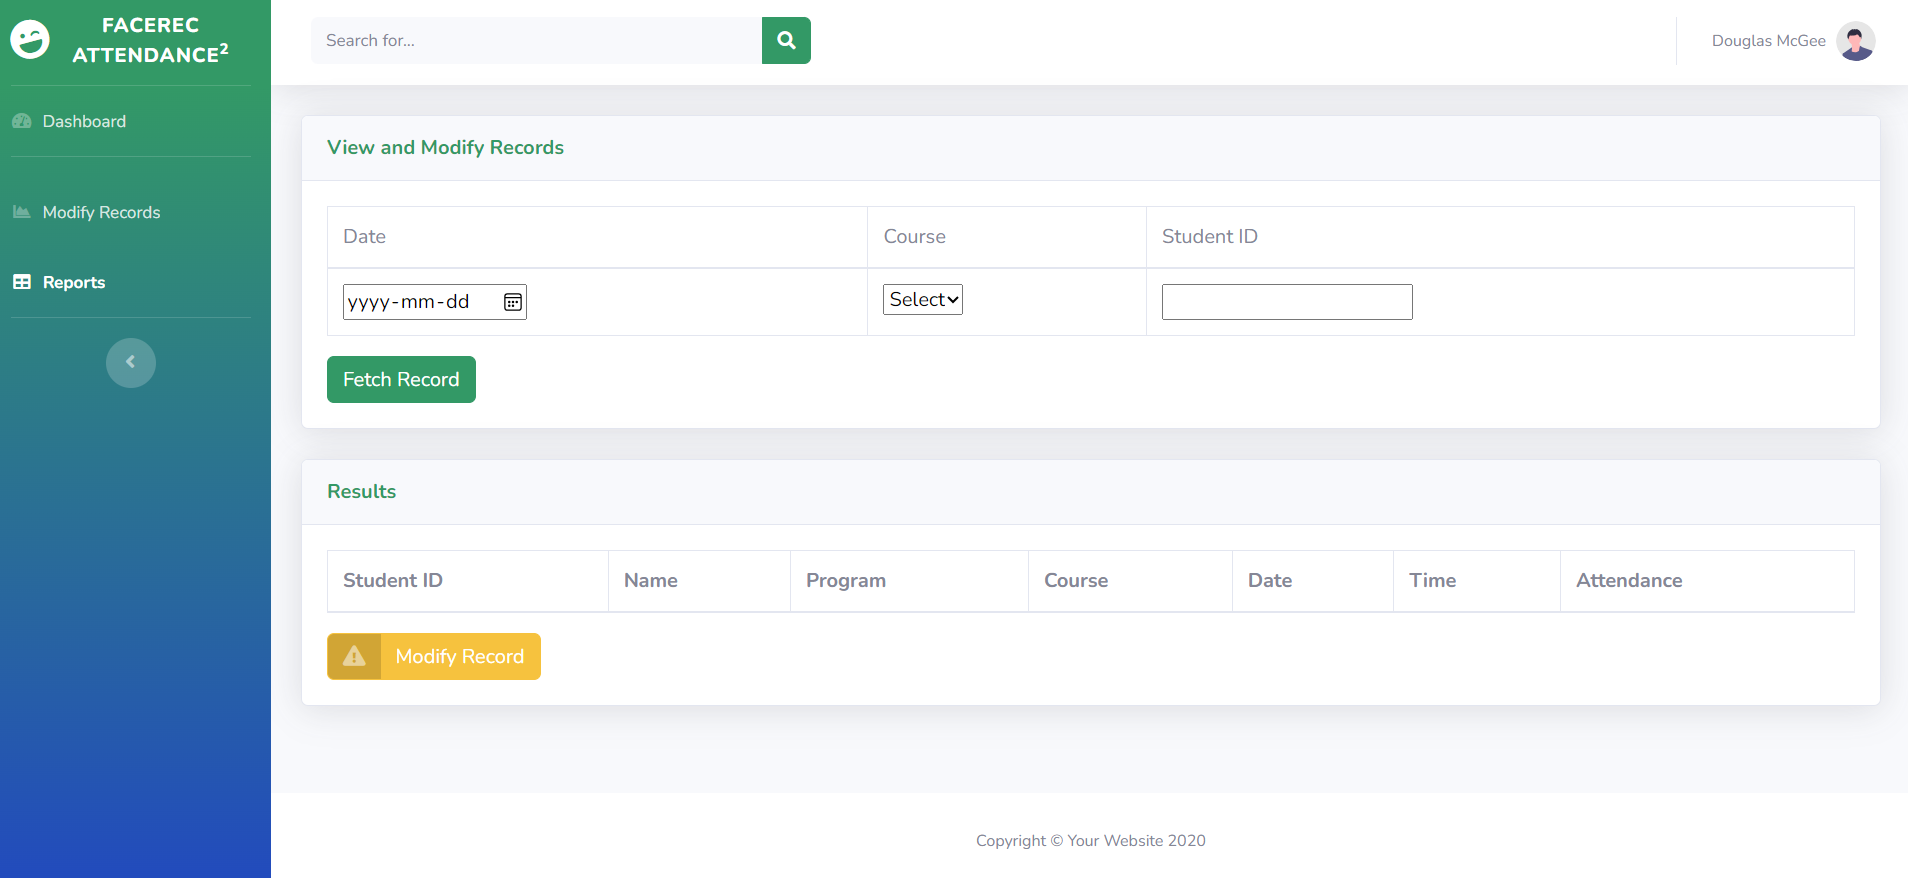 FACEREC
ATTENDANCE²
Dashboard
Modify Records
Reports
Search for...
Douglas McGee
View and Modify Records
Date Course Student ID
yyyy-mm-dd Select
Fetch Record
Results
Student ID Name Program Course Date Time Attendance
Modify Record
Copyright © Your Website 2020